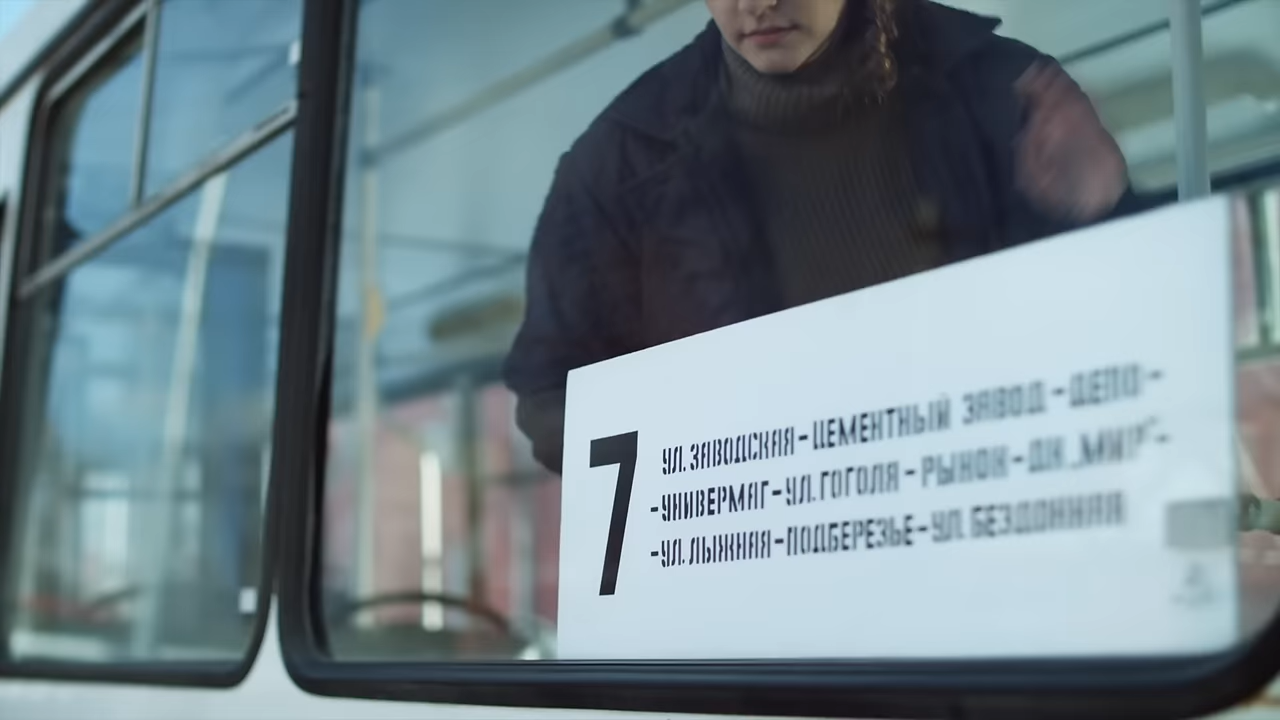 7
УЛ. ЗАВОДСКАЯ-ЦЕМЕНТНЫЙ ЗАВОД-ДЕПО-
-УНИВЕРМАГ-УЛ. ГОГОЛЯ-РЫНОК-ДК „МИР"-
-УЛ. ЛЫЖНАЯ-ПОДБЕРЕЗЬЕ-УЛ. БЕЗДОННАЯ